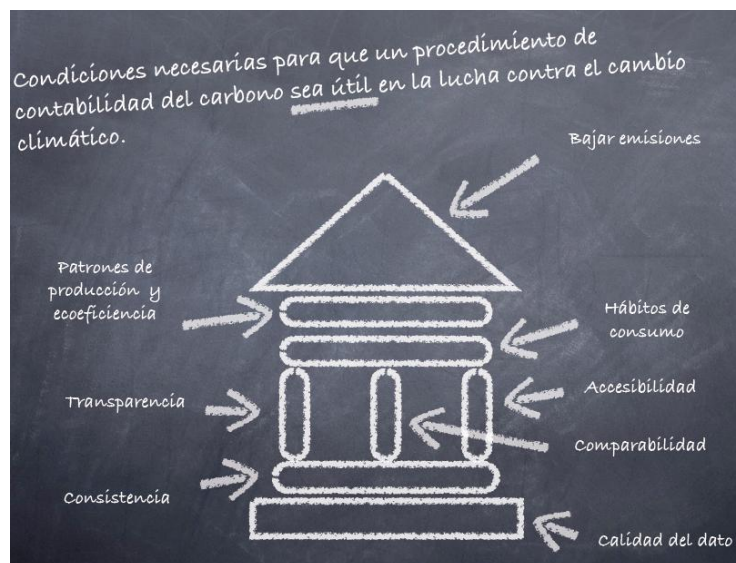 Condiciones necesarias para que un procedimiento de
contabilidad del carbono sea útil en la lucha contra el cambio
climático.
Bajar emisiones
Patrones de
producción y
ecoeficiencia
Hábitos de
consumo
Transparencia
Accesibilidad
Comparabilidad
Consistencia
Calidad del dato